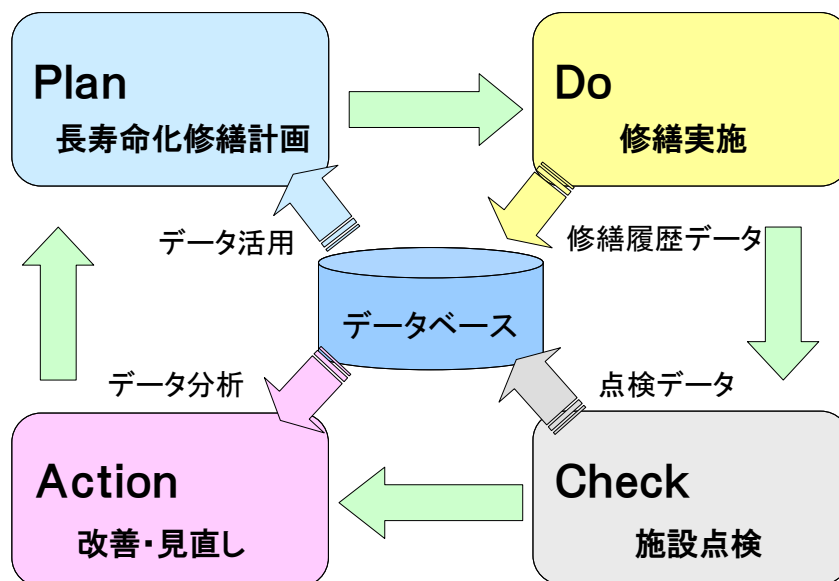 Plan
長寿命化修繕計画
Do
修繕実施
データ活用
修繕履歴データ
データベース
データ分析
点検データ
Action
改善・見直し
Check
施設点検